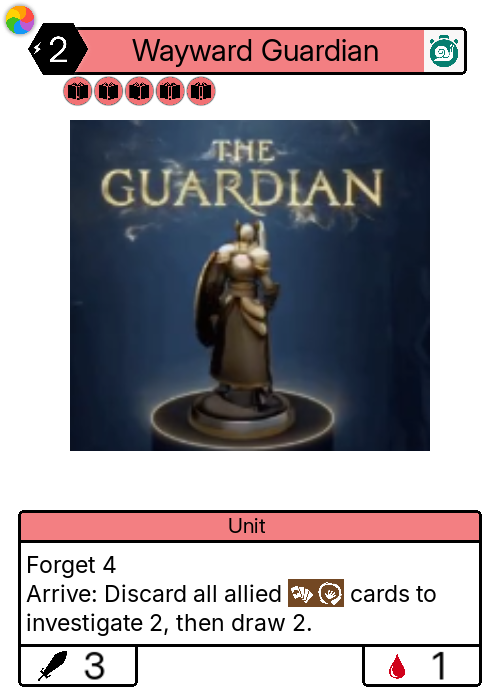 2
Wayward Guardian
THE
GUARDIAN
Unit
Forget 4
Arrive: Discard all allied cards to
investigate 2, then draw 2.
3
1